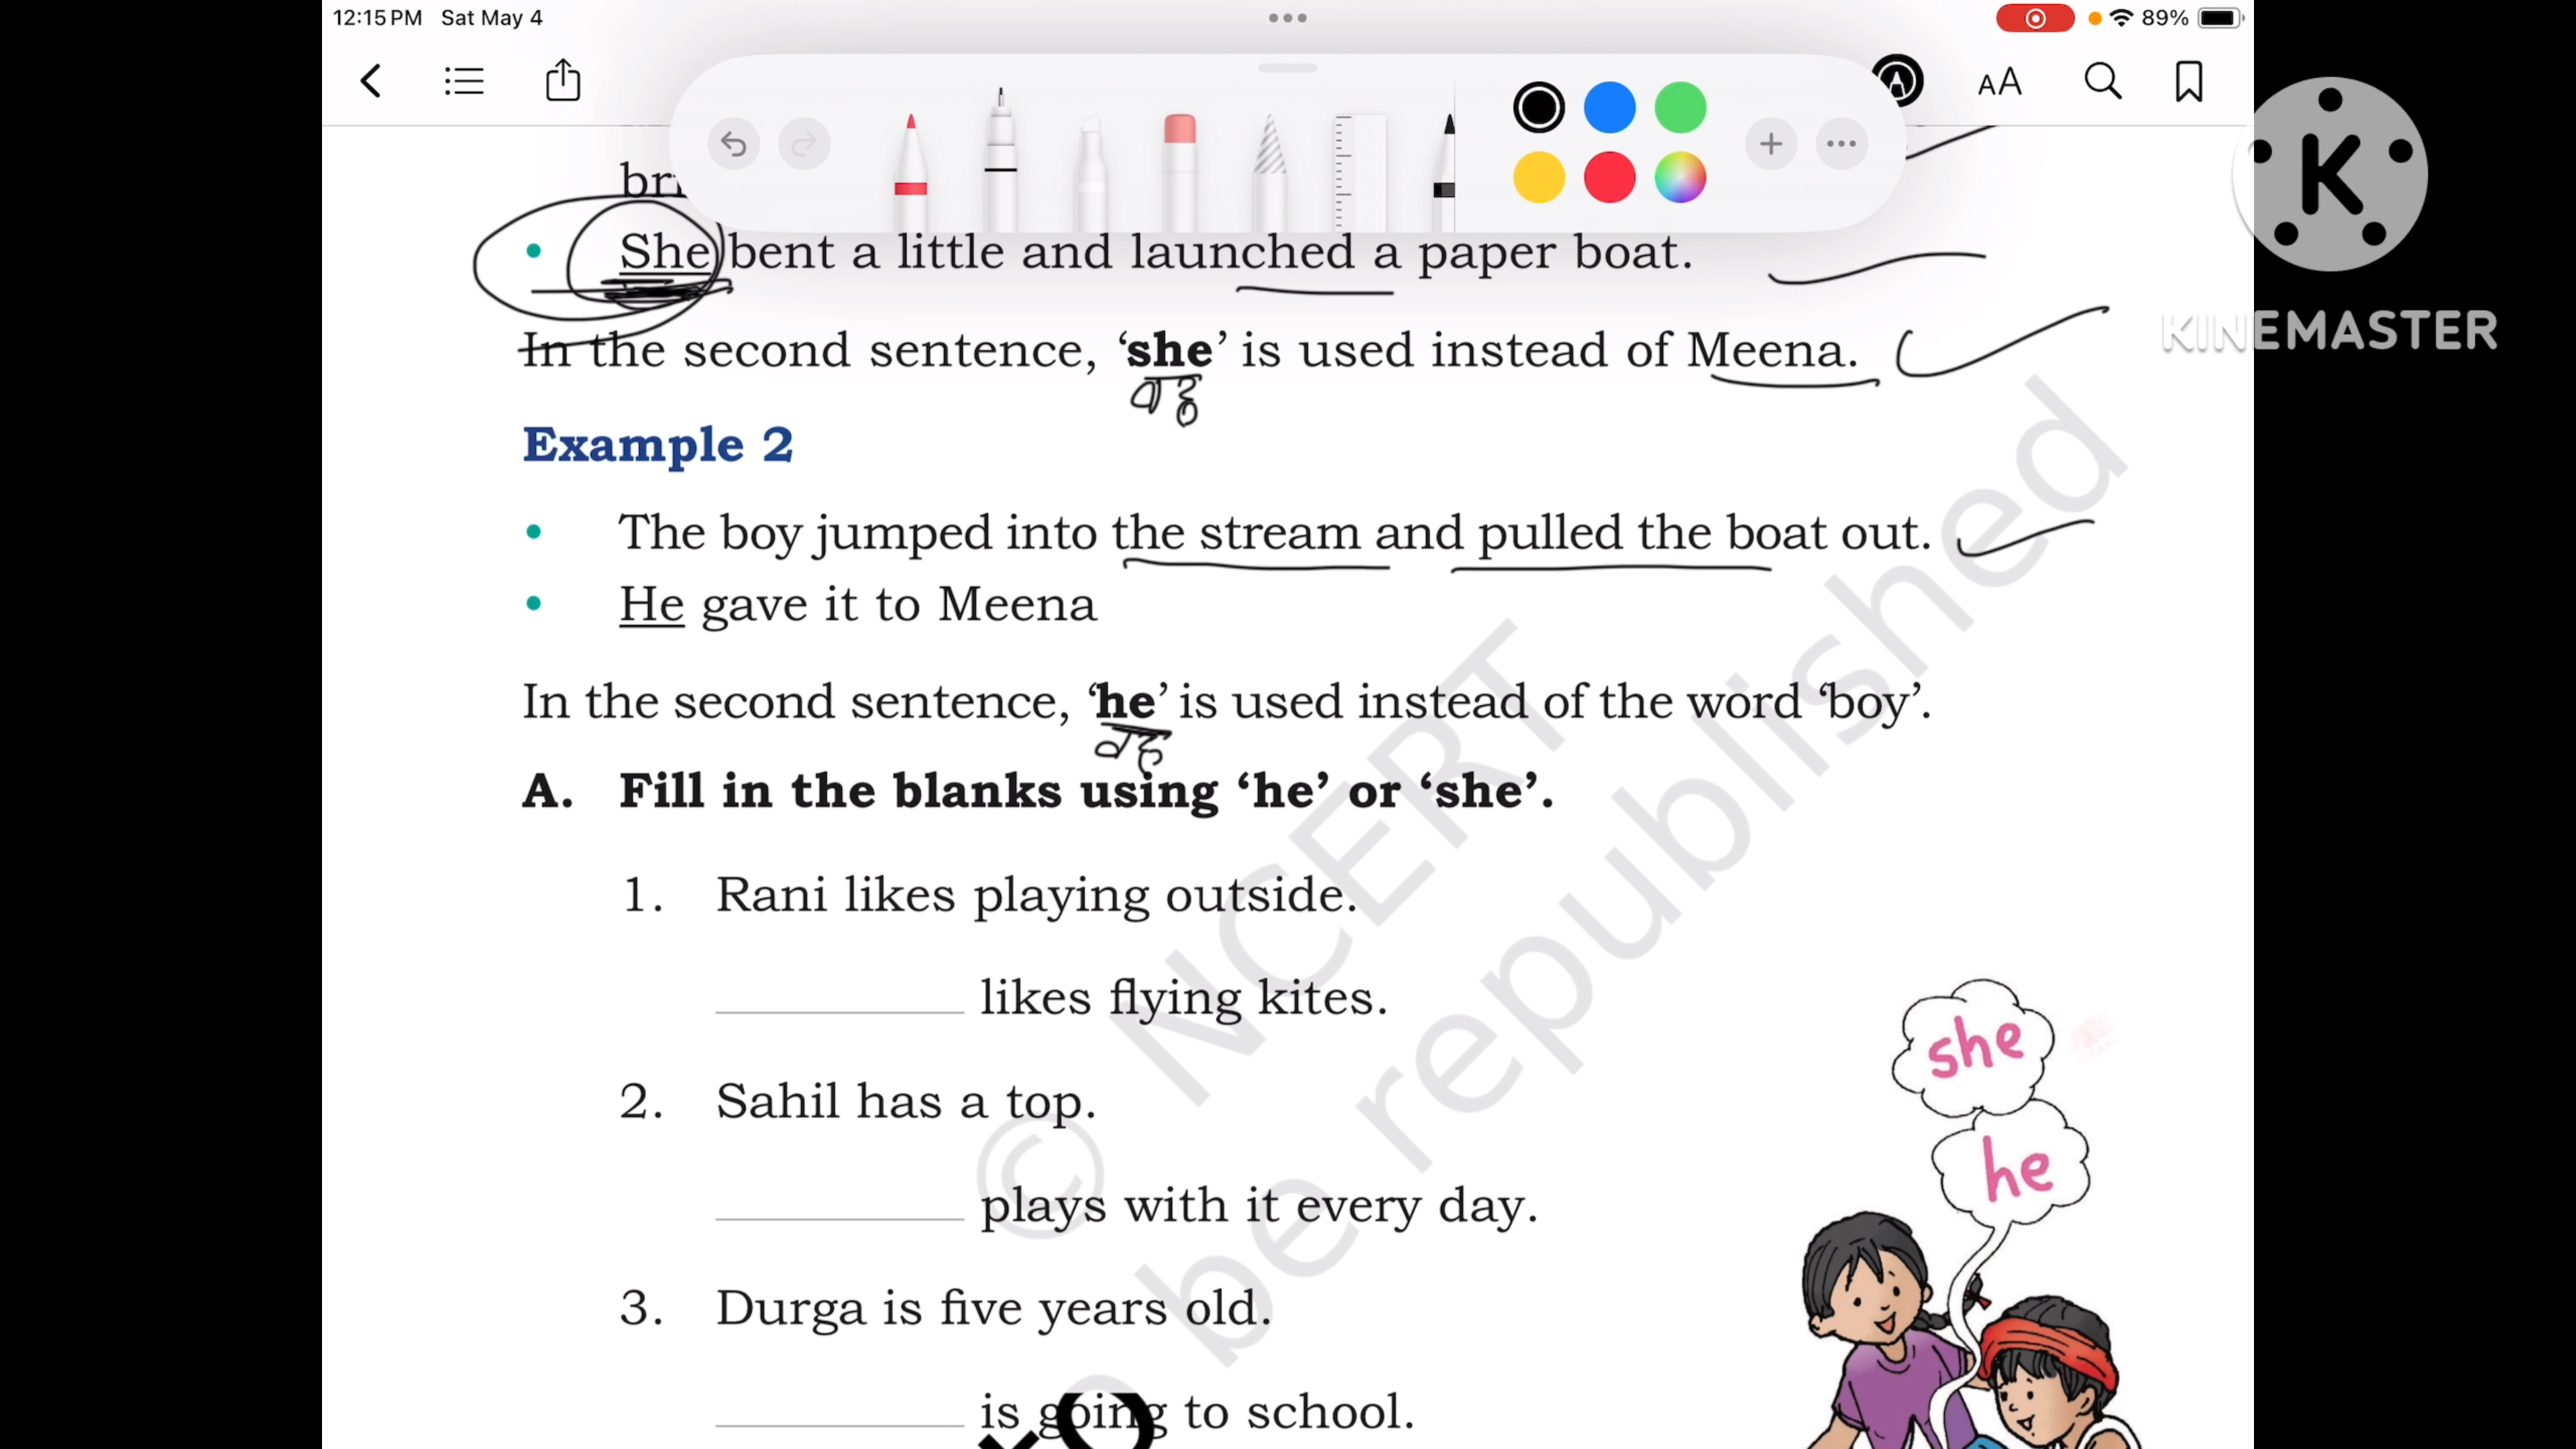 12:15 PM Sat May 4
89%
AA
She bent a little and launched a paper boat.
KINEMASTER
In the second sentence, ‘she’ is used instead of Meena.
वह
Example 2
• The boy jumped into the stream and pulled the boat out.
• He gave it to Meena
In the second sentence, ‘he’ is used instead of the word ‘boy’.
वह
A. Fill in the blanks using ‘he’ or ‘she’.
1. Rani likes playing outside.
likes flying kites.
2. Sahil has a top.
plays with it every day.
3. Durga is five years old.
is going to school.
she
he
© NCERT
be republished